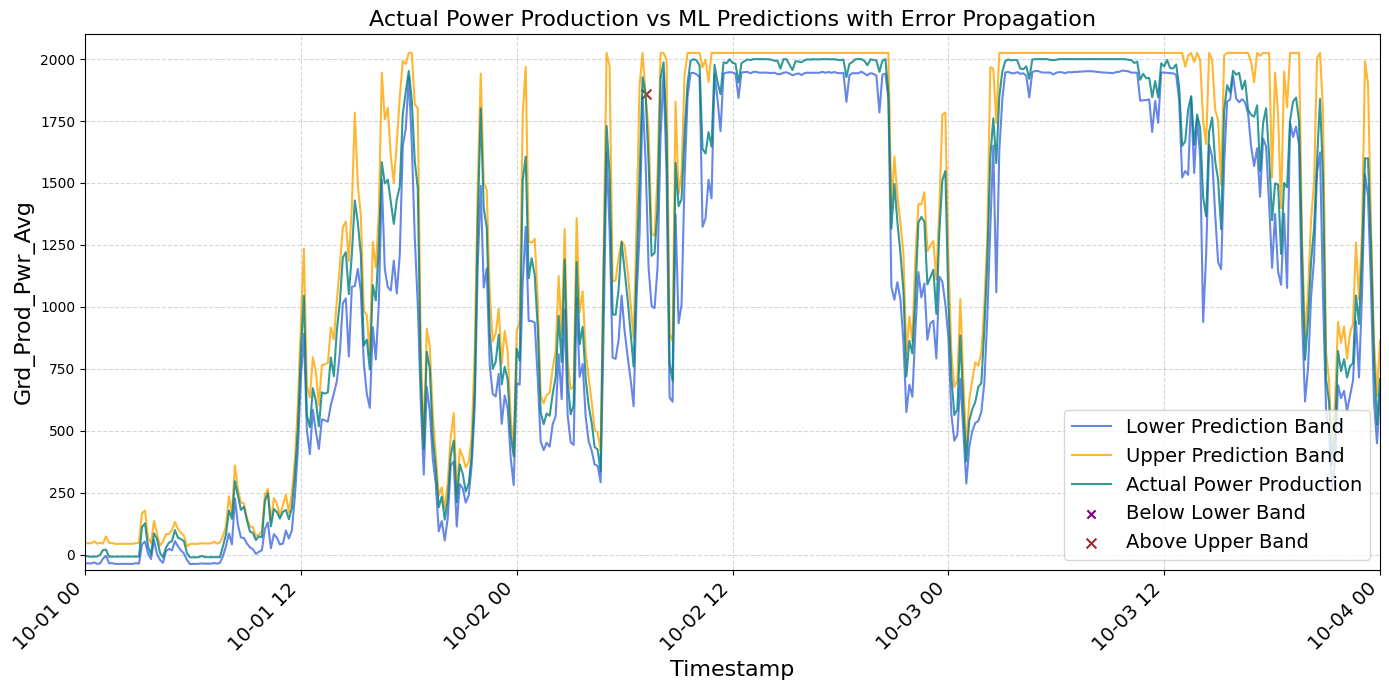 Actual Power Production vs ML Predictions with Error Propagation
Grd_Prod_Pwr_Avg
2000
1750
1500
1250
1000
750
500
250
0
Lower Prediction Band
Upper Prediction Band
Actual Power Production
Below Lower Band
Above Upper Band
10-01 00
10-01 12
10-02 00
10-02 12
10-03 00
10-03 12
10-04 00
Timestamp